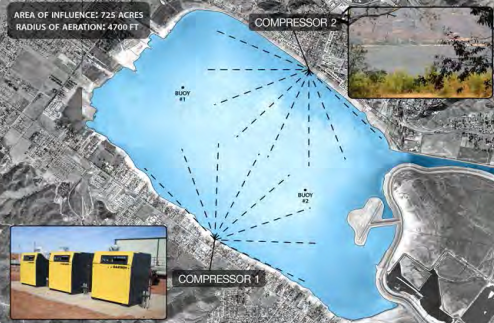 AREA OF INFLUENCE: 725 ACRES
RADIUS OF AERATION: 4700 FT
COMPRESSOR 2
BUOY
#1
BUOY
#2
COMPRESSOR 1